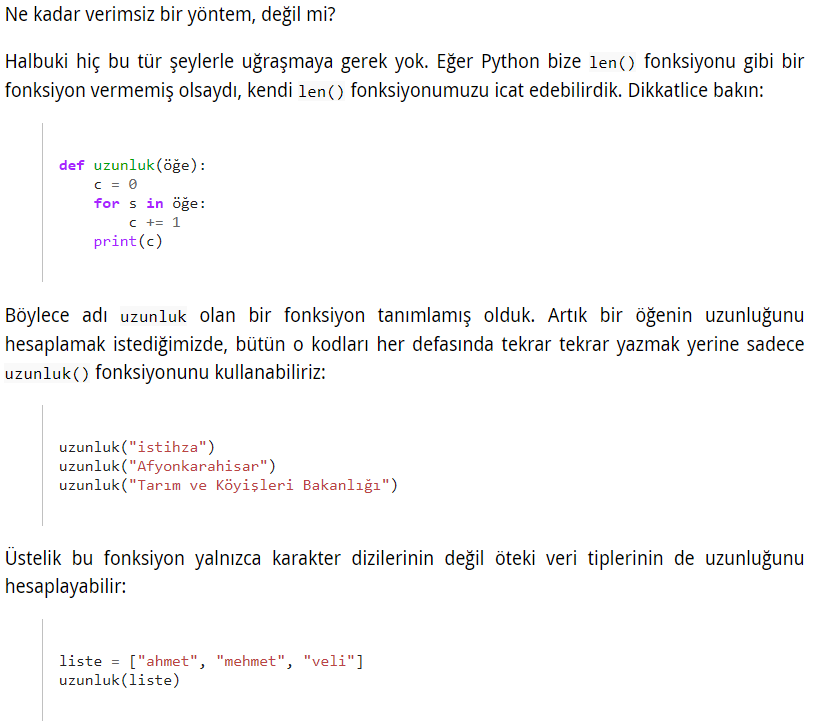 Ne kadar verimsiz bir yöntem, değil mi?
Halbuki hiç bu tür şeylerle uğraşmaya gerek yok. Eğer Python bize len() fonksiyonu gibi bir
fonksiyon vermemiş olsaydı, kendi len() fonksiyonumuzu icat edebilirdik. Dikkatlice bakın:
def uzunluk(öğe):
    c = 0
    for s in öğe:
        c += 1
    print(c)
Böylece adı uzunluk olan bir fonksiyon tanımlamış olduk. Artık bir öğenin uzunluğunu
hesaplamak istediğimizde, bütün o kodları her defasında tekrar tekrar yazmak yerine sadece
uzunluk() fonksiyonunu kullanabiliriz:
uzunluk("istihza")
uzunluk("Afyonkarahisar")
uzunluk("Tarım ve Köyişleri Bakanlığı")
Üstelik bu fonksiyon yalnızca karakter dizilerinin değil öteki veri tiplerinin de uzunluğunu
hesaplayabilir:
liste = ["ahmet", "mehmet", "veli"]
uzunluk(liste)